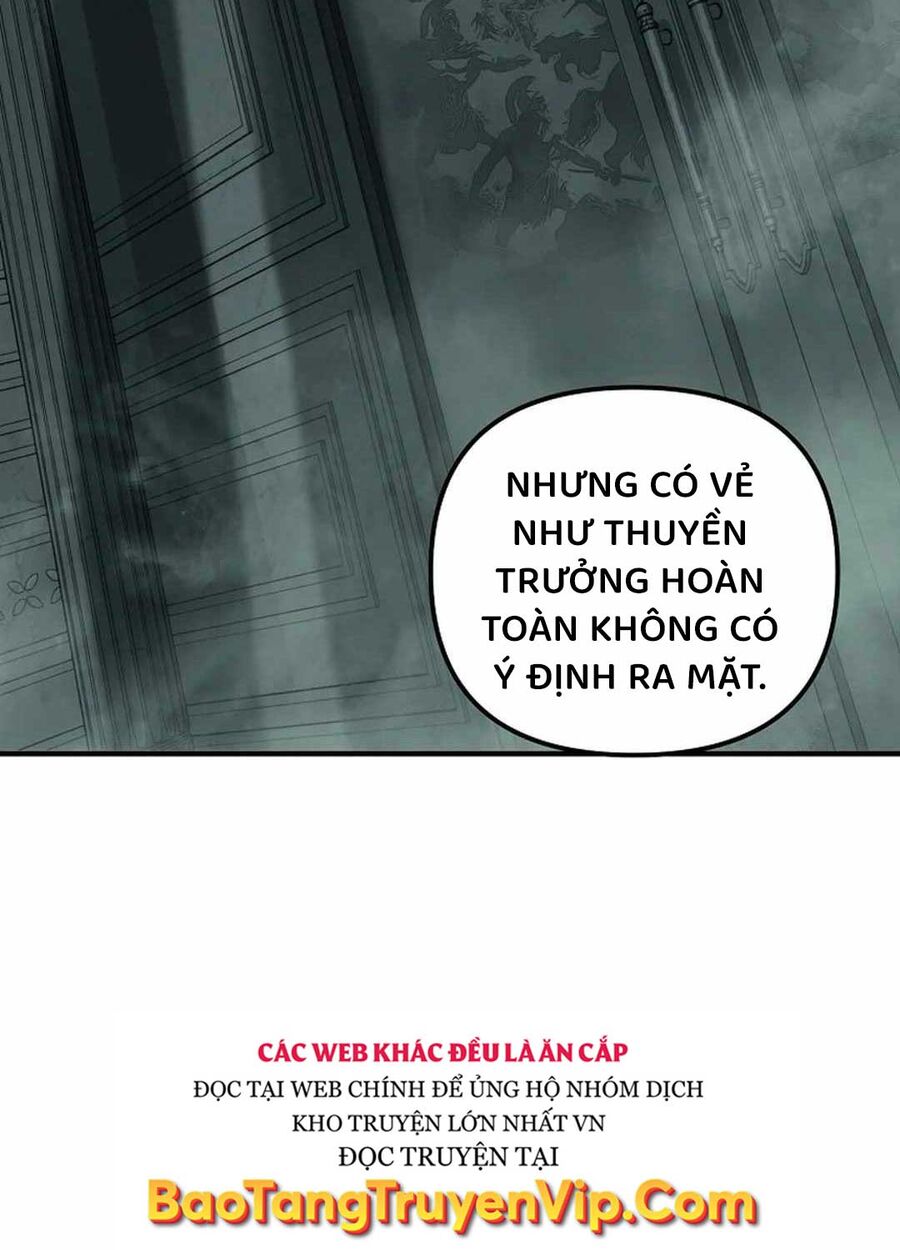 NHƯNG CÓ VẺ
NHƯ THUYỀN
TRƯỞNG HOÀN
TOÀN KHÔNG CÓ
Ý ĐỊNH RA MẶT.
CÁC WEB KHÁC ĐỀU LÀ ĂN CẮP
ĐỌC TẠI WEB CHÍNH ĐỂ ỦNG HỘ NHÓM DỊCH
KHO TRUYỆN LỚN NHẤT VN
ĐỌC TRUYỆN TẠI
BaoTangTruyenVip.Com